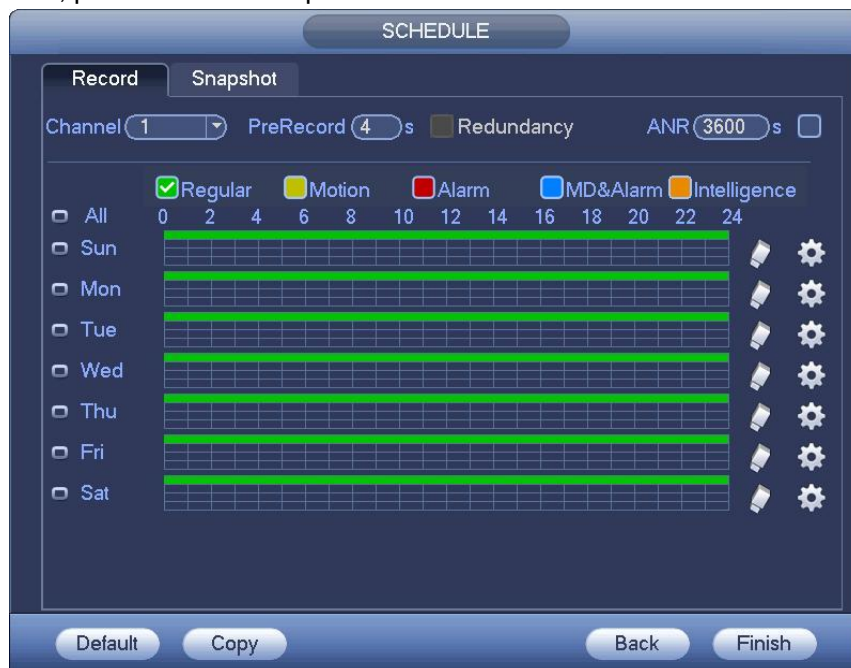 SCHEDULE
Record Snapshot
Channel 1 PreRecord 4 s Redundancy ANR 3600 s
Regular Motion Alarm MD&Alarm Intelligence
All 0 2 4 6 8 10 12 14 16 18 20 22 24
Sun
Mon
Tue
Wed
Thu
Fri
Sat
Default Copy Back Finish